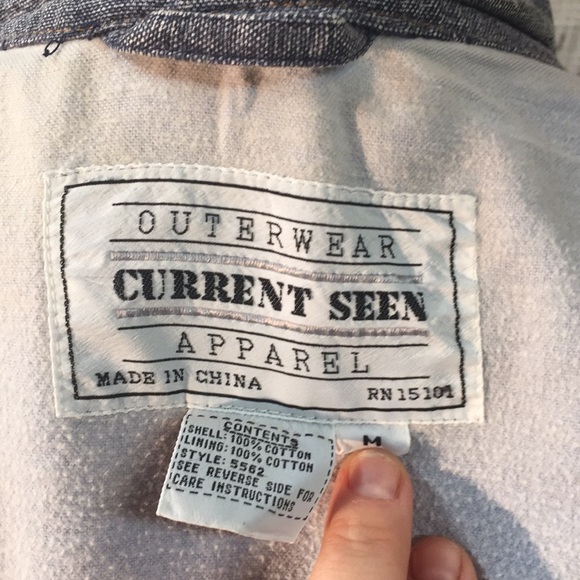 OUTERWEAR
CURRENT SEEN
APPAREL
MADE IN CHINA RN 15101
CONTENTS
SHELL: 100% COTTON
LINING: 100% COTTON
STYLE: 5562
SEE REVERSE SIDE FOR
CARE INSTRUCTIONS
M